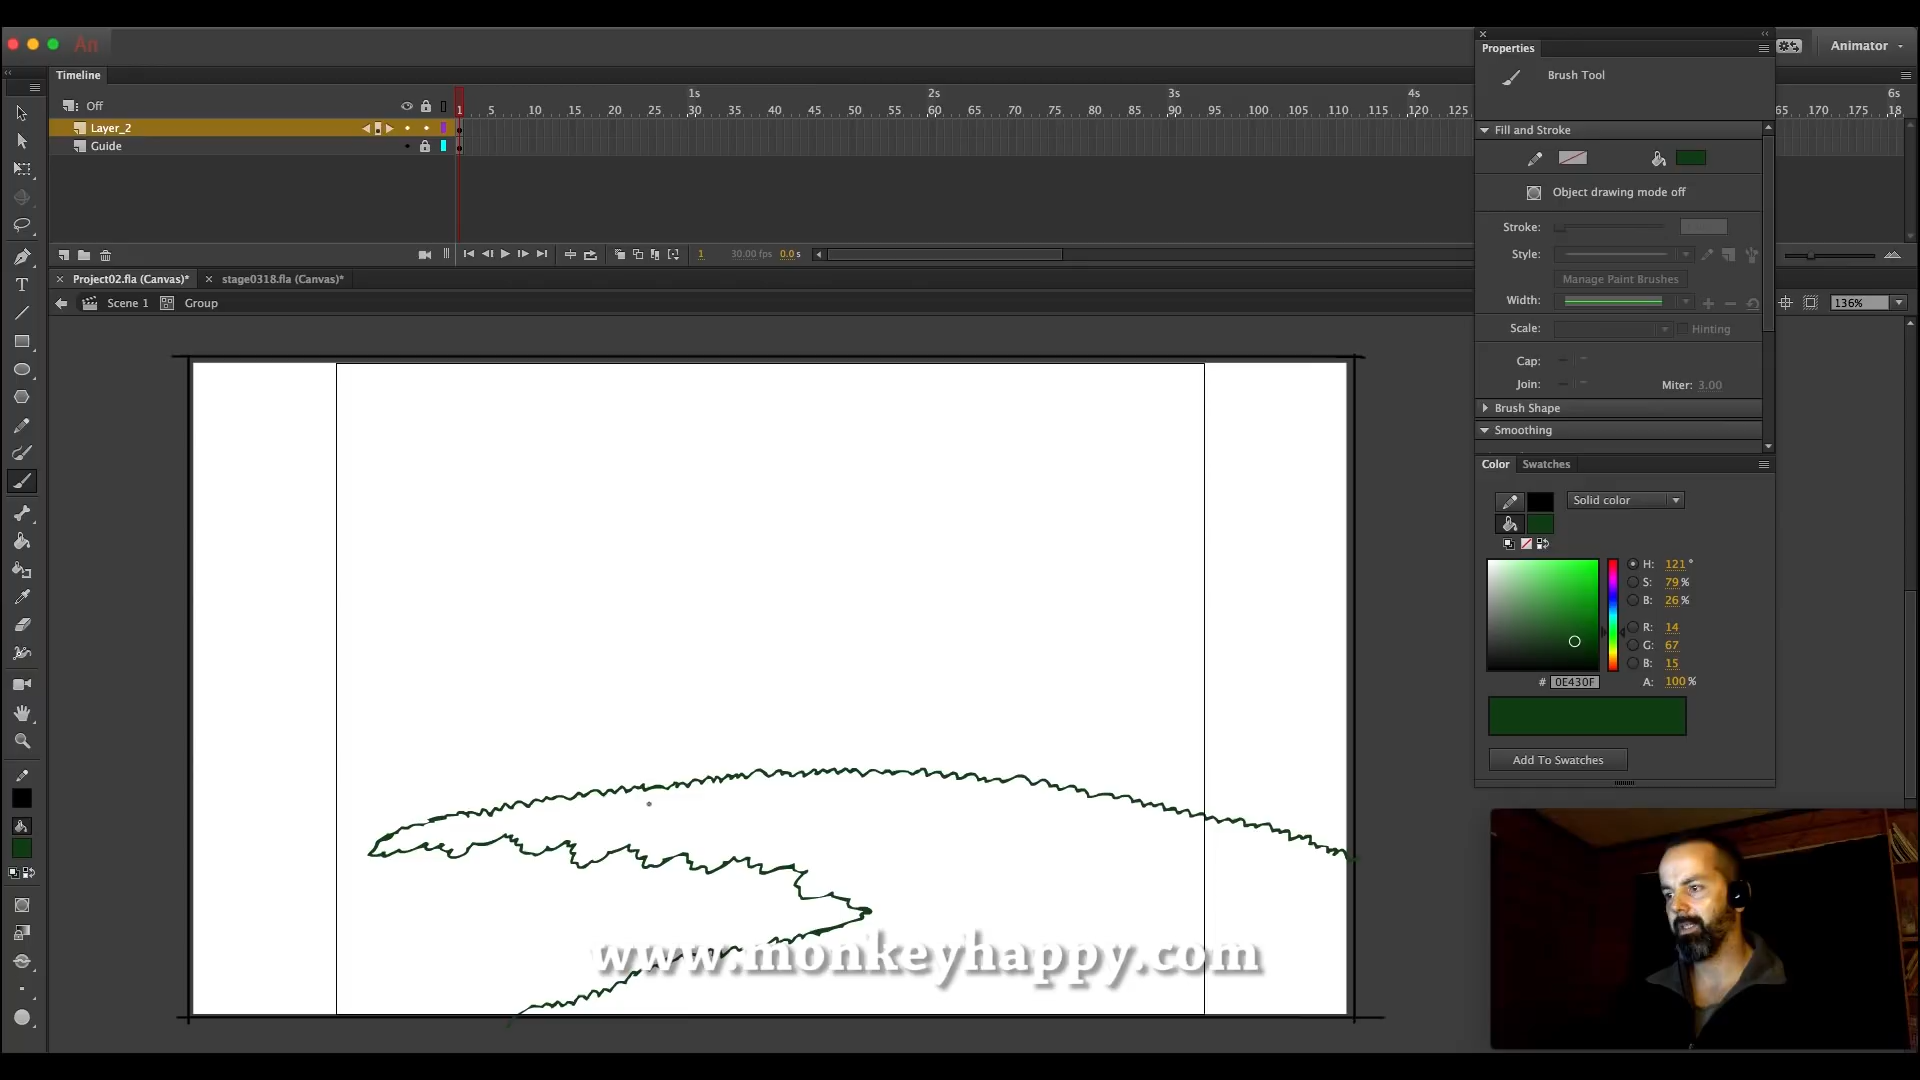 An
Animator
Properties
Brush Tool
Timeline
Off
1s 2s 3s 4s 6s
1 5 10 15 20 25 30 35 40 45 50 55 60 65 70 75 80 85 90 95 100 105 110 115 120 125 65 170 175 18
Layer_2
Guide
1 30.00 fps 0.0 s
Project02.fla (Canvas)* stage0318.fla (Canvas)*
Scene 1 Group
136%
Fill and Stroke
Object drawing mode off
Stroke:
Style:
Manage Paint Brushes
Width:
Scale: Hinting
Cap:
Join: Miter: 3.00
Brush Shape
Smoothing
Color Swatches
Solid color
H: 121 °
S: 79 %
B: 26 %
R: 14
G: 67
B: 15
# 0E430F A: 100 %
Add To Swatches
www.monkeyhappy.com